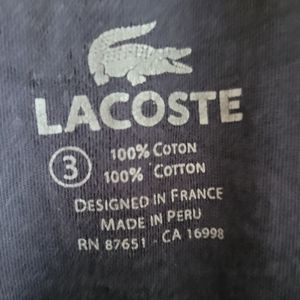 LACOSTE
3
100% COTON
100% COTTON
DESIGNED IN FRANCE
MADE IN PERU
RN 87651 - CA 16998